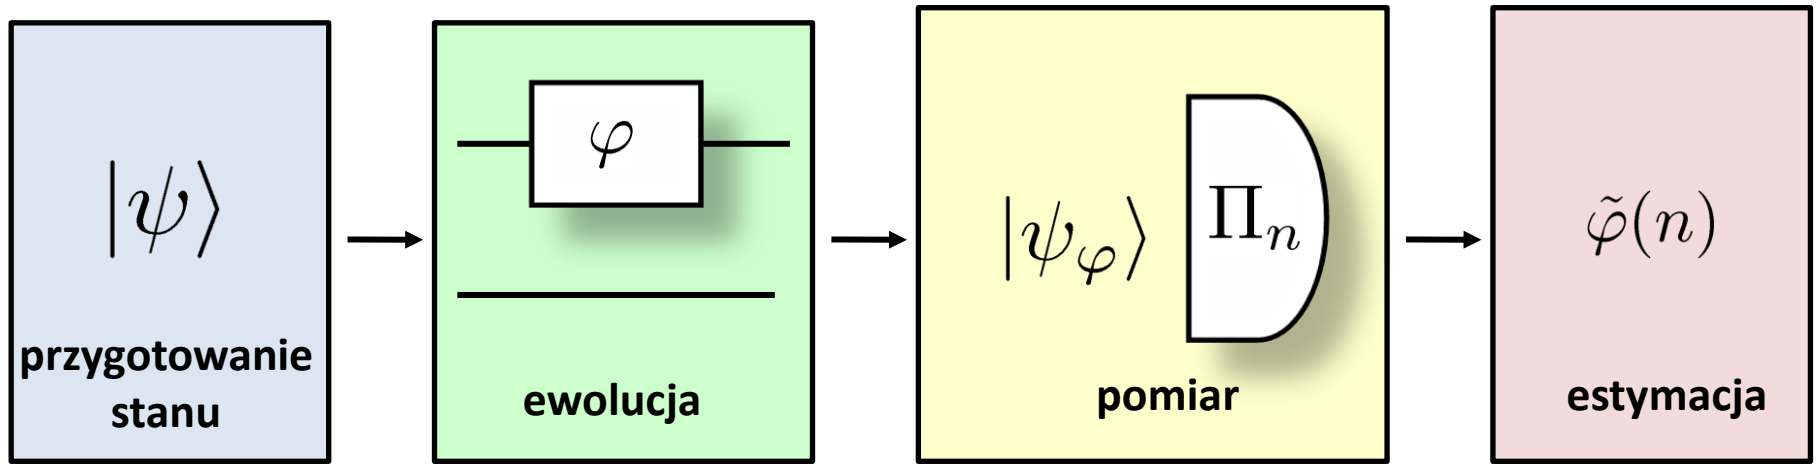 |ψ⟩
przygotowanie
stanu
φ
ewolucja
|ψ_φ⟩
Π_n
pomiar
φ̃(n)
estymacja